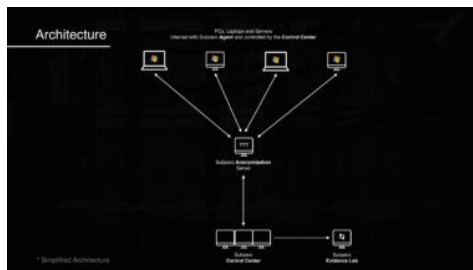 Architecture
PCs, Laptops and Servers
infected with Subzero Agent and controlled by the Control Center
???
Subzero Anonymization
Server
Subzero
Control Center
Subzero
Evidence Lab
* Simplified Architecture